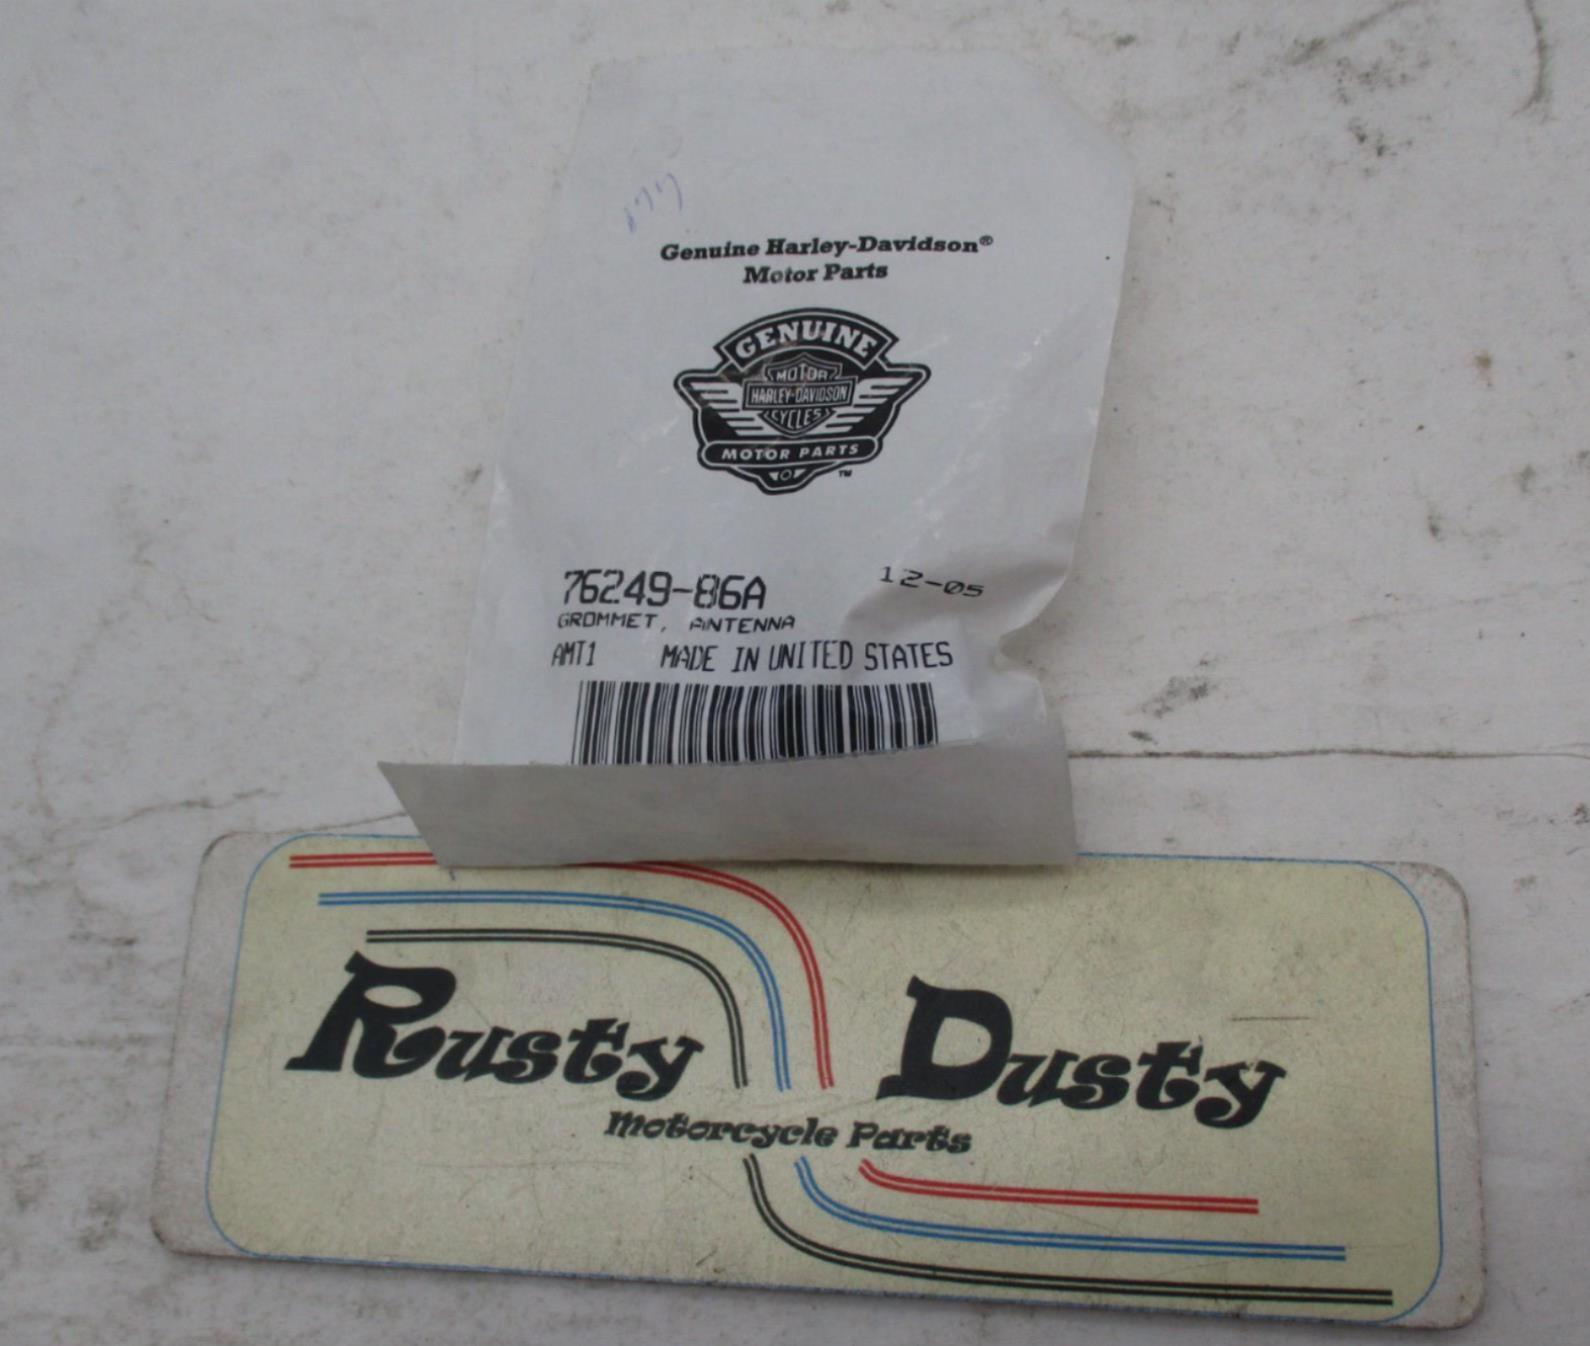 Genuine Harley-Davidson®
Motor Parts
GENUINE
MOTOR
HARLEY-DAVIDSON
CYCLES
MOTOR PARTS
™
76249-86A 12-05
GROMMET, ANTENNA
AMT1 MADE IN UNITED STATES
Rusty Dusty
Motorcycle Parts